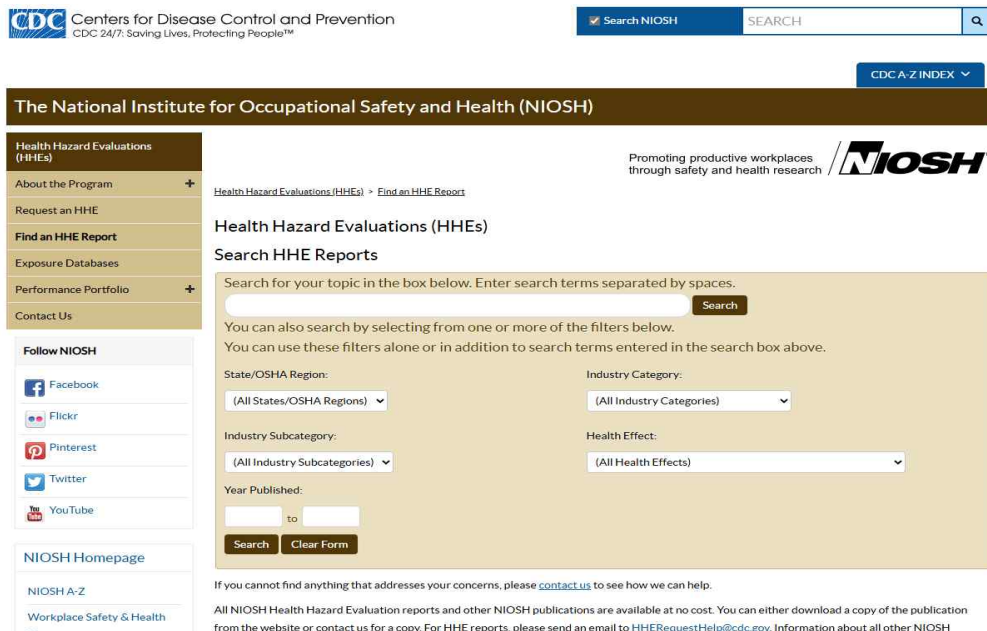 CDC Centers for Disease Control and Prevention
CDC 24/7: Saving Lives, Protecting People™
Search NIOSH
SEARCH
CDC A-Z INDEX
The National Institute for Occupational Safety and Health (NIOSH)
Health Hazard Evaluations (HHEs)
About the Program +
Request an HHE
Find an HHE Report
Exposure Databases
Performance Portfolio +
Contact Us
Follow NIOSH
Facebook
Flickr
Pinterest
Twitter
YouTube
NIOSH Homepage
NIOSH A-Z
Workplace Safety & Health
Promoting productive workplaces
through safety and health research
NIOSH
Health Hazard Evaluations (HHEs) > Find an HHE Report
Health Hazard Evaluations (HHEs)
Search HHE Reports
Search for your topic in the box below. Enter search terms separated by spaces.
Search
You can also search by selecting from one or more of the filters below.
You can use these filters alone or in addition to search terms entered in the search box above.
State/OSHA Region:
(All States/OSHA Regions)
Industry Category:
(All Industry Categories)
Industry Subcategory:
(All Industry Subcategories)
Health Effect:
(All Health Effects)
Year Published:
to
Search Clear Form
If you cannot find anything that addresses your concerns, please contact us to see how we can help.
All NIOSH Health Hazard Evaluation reports and other NIOSH publications are available at no cost. You can either download a copy of the publication
from the website or contact us for a copy. For HHE reports, please send an email to HHERequestHelp@cdc.gov. Information about all other NIOSH